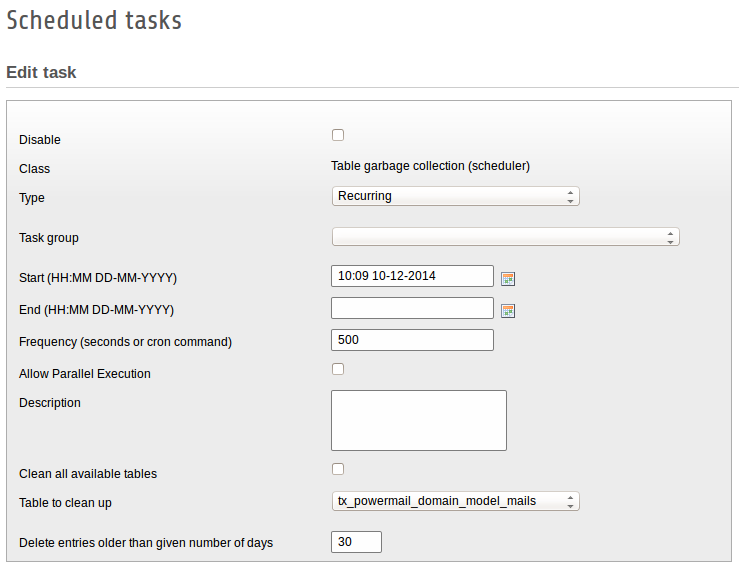 Scheduled tasks
Edit task
Disable
Class Table garbage collection (scheduler)
Type Recurring
Task group
Start (HH:MM DD-MM-YYYY) 10:09 10-12-2014
End (HH:MM DD-MM-YYYY)
Frequency (seconds or cron command) 500
Allow Parallel Execution
Description
Clean all available tables
Table to clean up tx_powermail_domain_model_mails
Delete entries older than given number of days 30